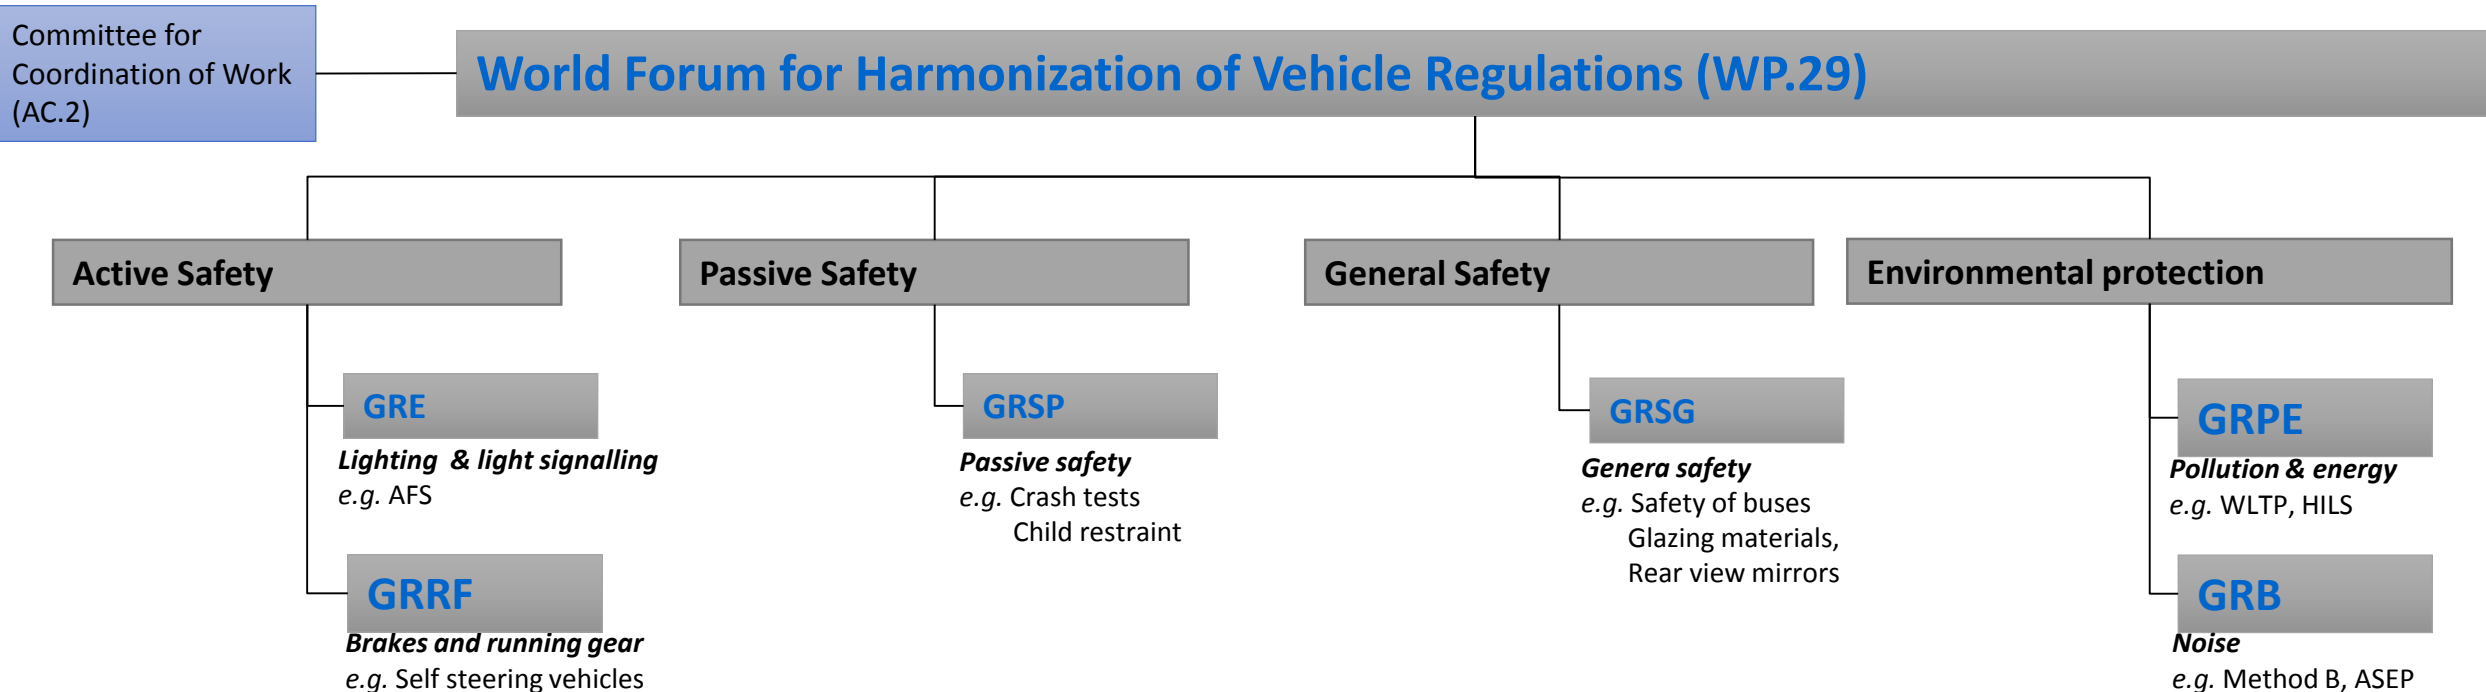 Committee for
Coordination of Work
(AC.2)
World Forum for Harmonization of Vehicle Regulations (WP.29)
Active Safety
Passive Safety
General Safety
Environmental protection
GRE
Lighting & light signalling
e.g. AFS
GRRF
Brakes and running gear
e.g. Self steering vehicles
GRSP
Passive safety
e.g. Crash tests
Child restraint
GRSG
Genera safety
e.g. Safety of buses
Glazing materials,
Rear view mirrors
GRPE
Pollution & energy
e.g. WLTP, HILS
GRB
Noise
e.g. Method B, ASEP